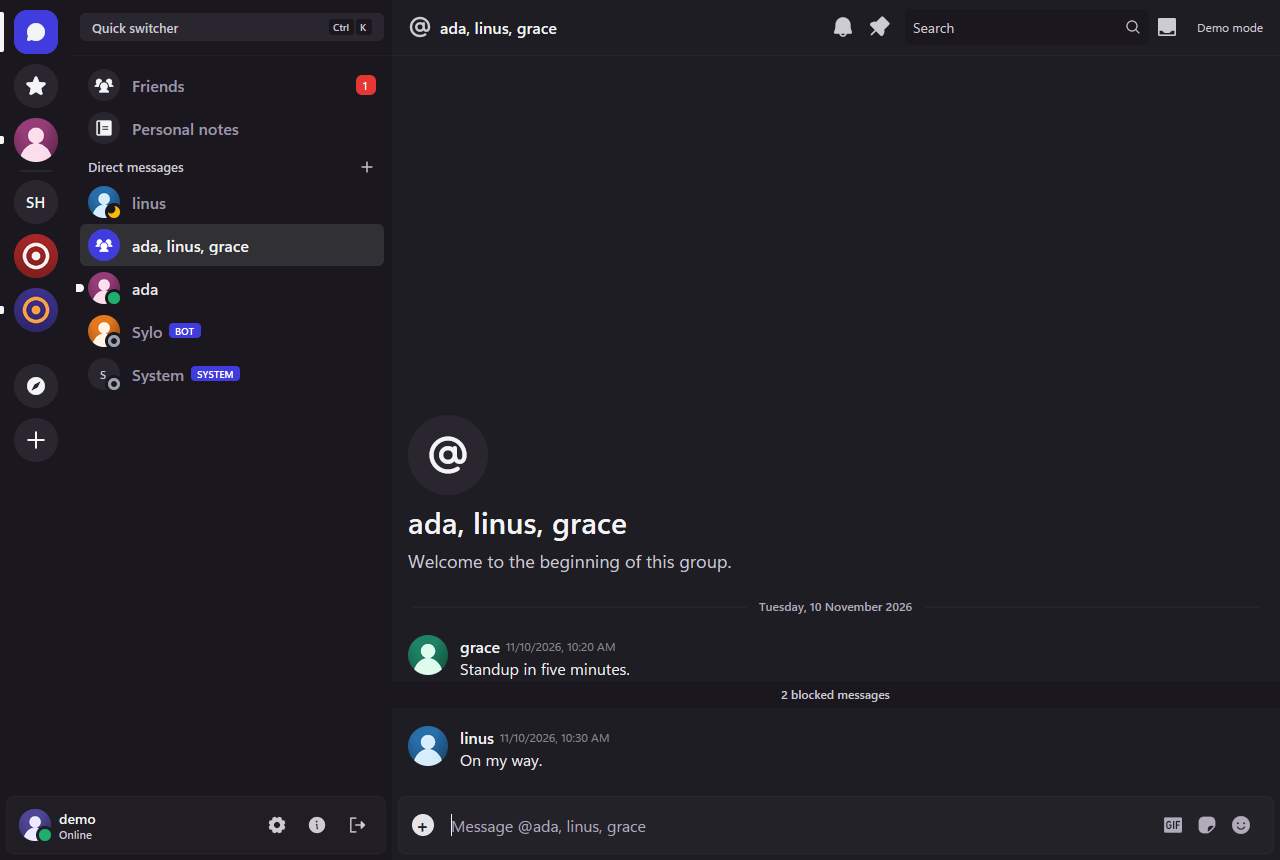 Quick switcher
Ctrl K
Friends
1
Personal notes
Direct messages
SH
linus
ada, linus, grace
ada
Sylo BOT
S
System SYSTEM
demo
Online
ada, linus, grace
Search
Demo mode
ada, linus, grace
Welcome to the beginning of this group.
Tuesday, 10 November 2026
grace 11/10/2026, 10:20 AM
Standup in five minutes.
2 blocked messages
linus 11/10/2026, 10:30 AM
On my way.
Message @ada, linus, grace
GIF